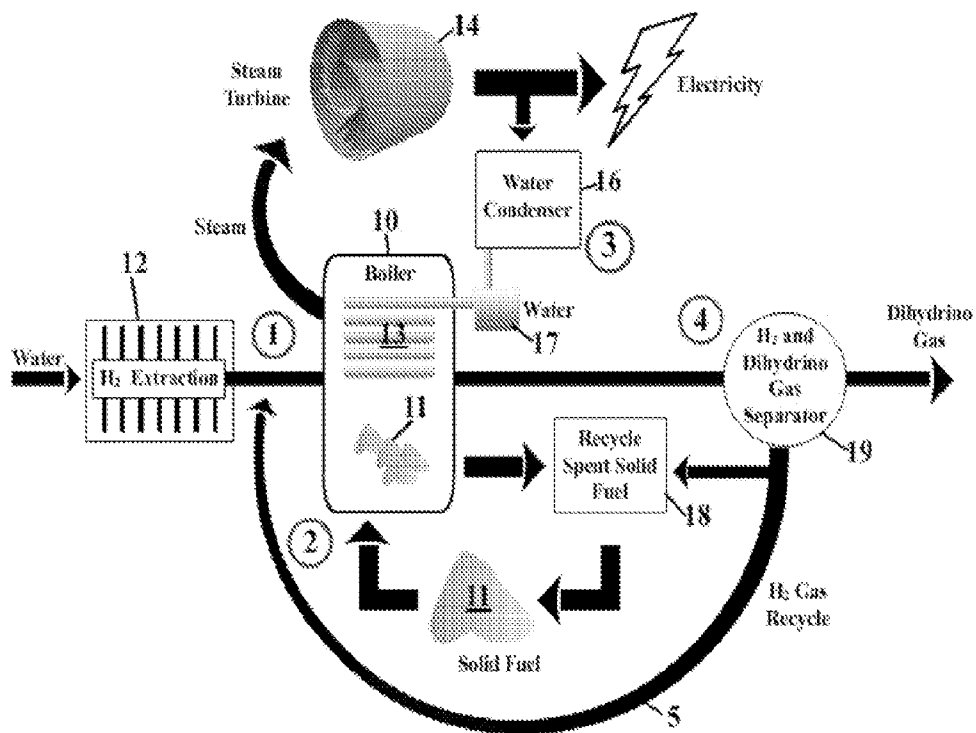 14
Steam
Turbine
Electricity
Water
Condenser
16
3
Steam
10
Boiler
12
1
13
Water
17
4
Dihydrino
Gas
Water
H₂ Extraction
H₂ and
Dihydrino
Gas
Separator
19
11
Recycle
Spent Solid
Fuel
18
2
11
Solid Fuel
H₂ Gas
Recycle
5